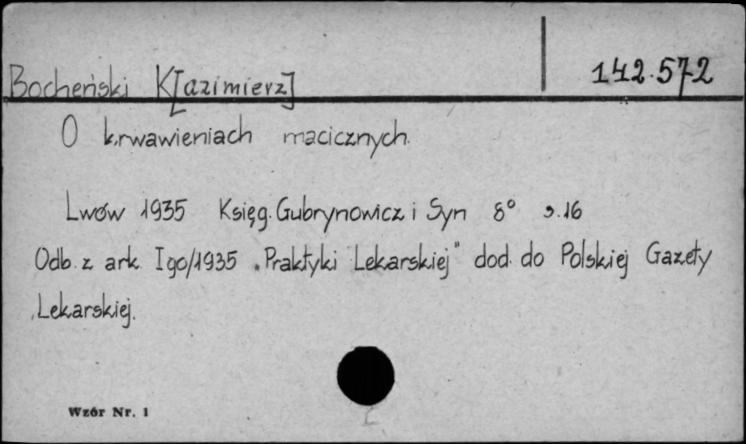 Bocheński K[azimierz]
142.572
O krwawieniach macicznych.
Lwów 1935 Księg. Gubrynowicz i Syn 8° s. 16
Odb. z ark. Igo/1935 „Praktyki Lekarskiej" dod. do Polskiej Gazety
Lekarskiej.
Wzór Nr. 1